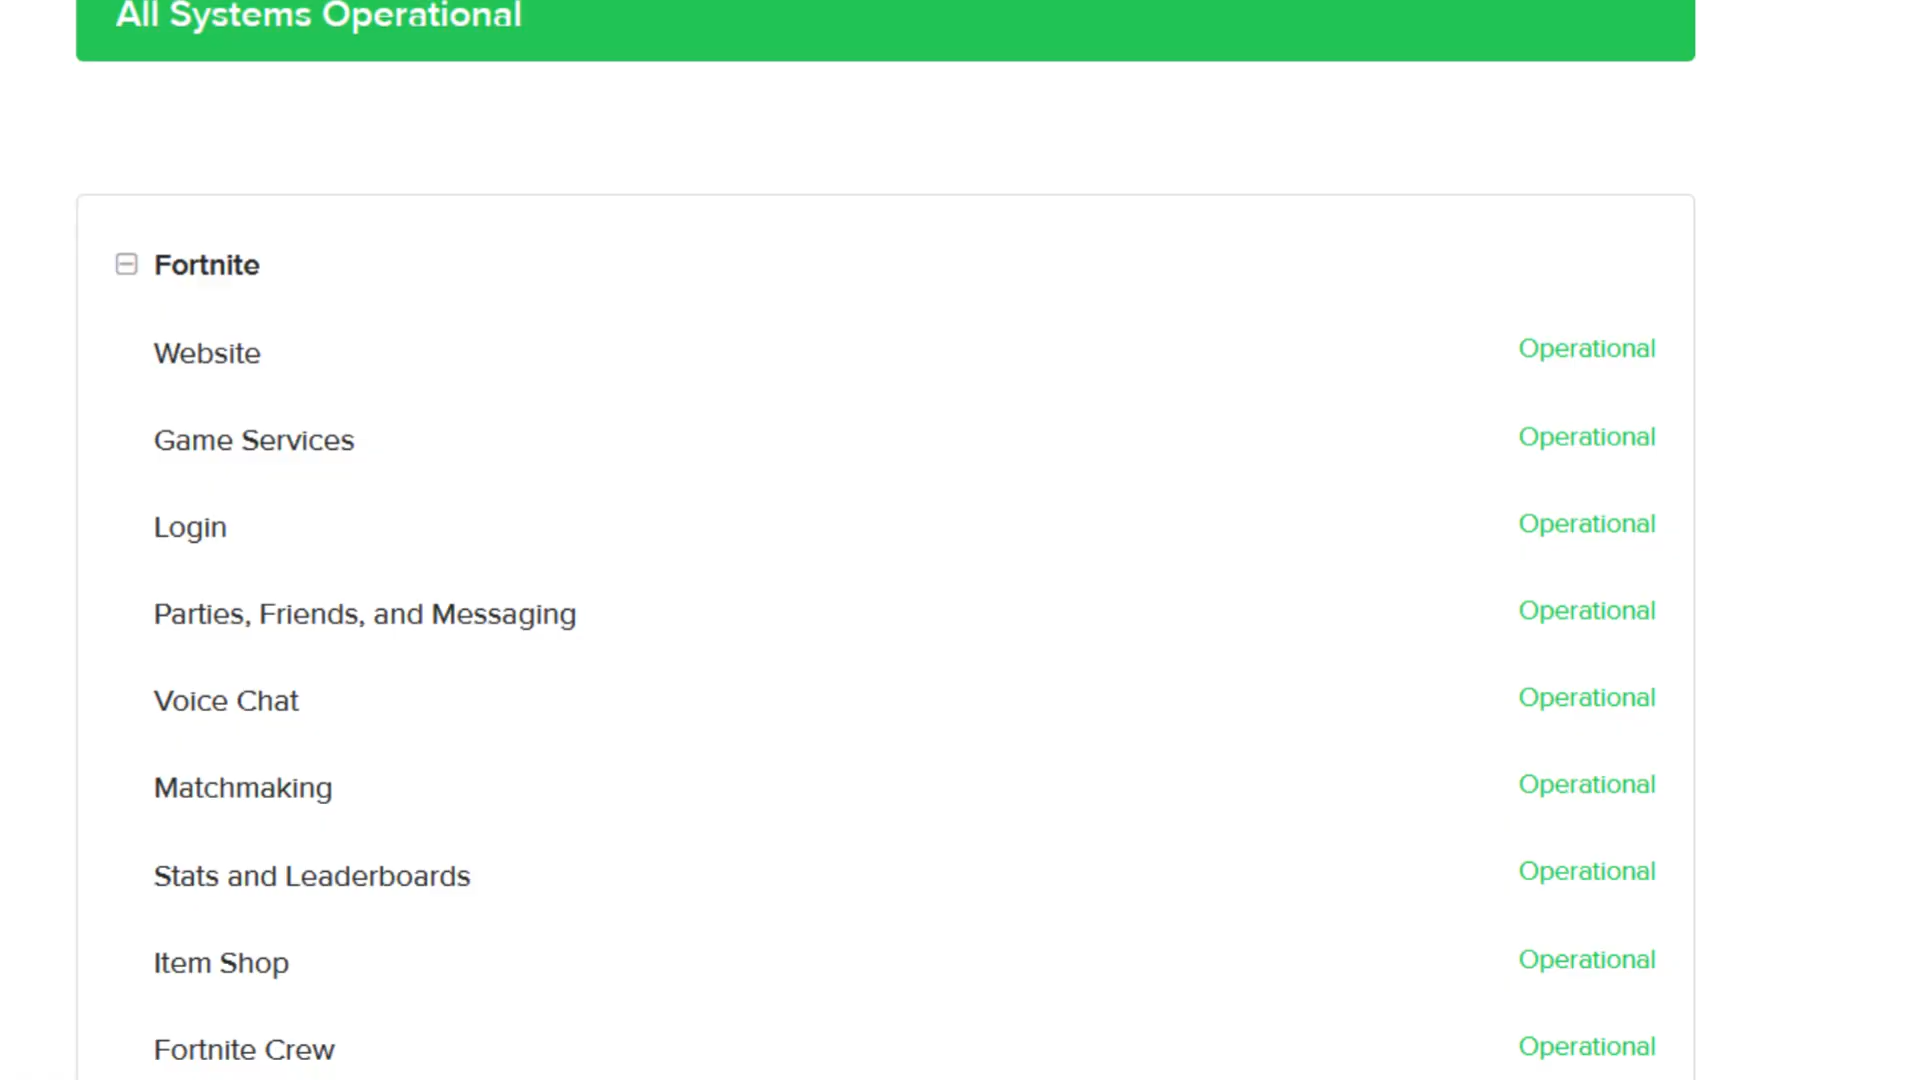 All Systems Operational
Fortnite
Website Operational
Game Services Operational
Login Operational
Parties, Friends, and Messaging Operational
Voice Chat Operational
Matchmaking Operational
Stats and Leaderboards Operational
Item Shop Operational
Fortnite Crew Operational